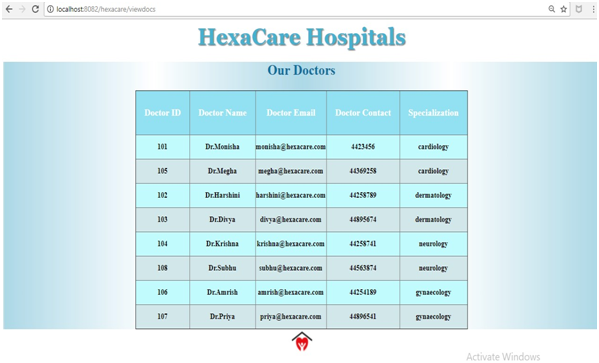 localhost:8082/hexacare/viewdocs
HexaCare Hospitals
Our Doctors
Doctor ID Doctor Name Doctor Email Doctor Contact Specialization
101 Dr.Monisha monisha@hexacare.com 4423456 cardiology
105 Dr.Megha megha@hexacare.com 44369258 cardiology
102 Dr.Harshini harshini@hexacare.com 44258789 dermatology
103 Dr.Divya divya@hexacare.com 44895674 dermatology
104 Dr.Krishna krishna@hexacare.com 44258741 neurology
108 Dr.Subhu subhu@hexacare.com 44563874 neurology
106 Dr.Amrish amrish@hexacare.com 44254189 gynaecology
107 Dr.Priya priya@hexacare.com 44896541 gynaecology
Activate Windows